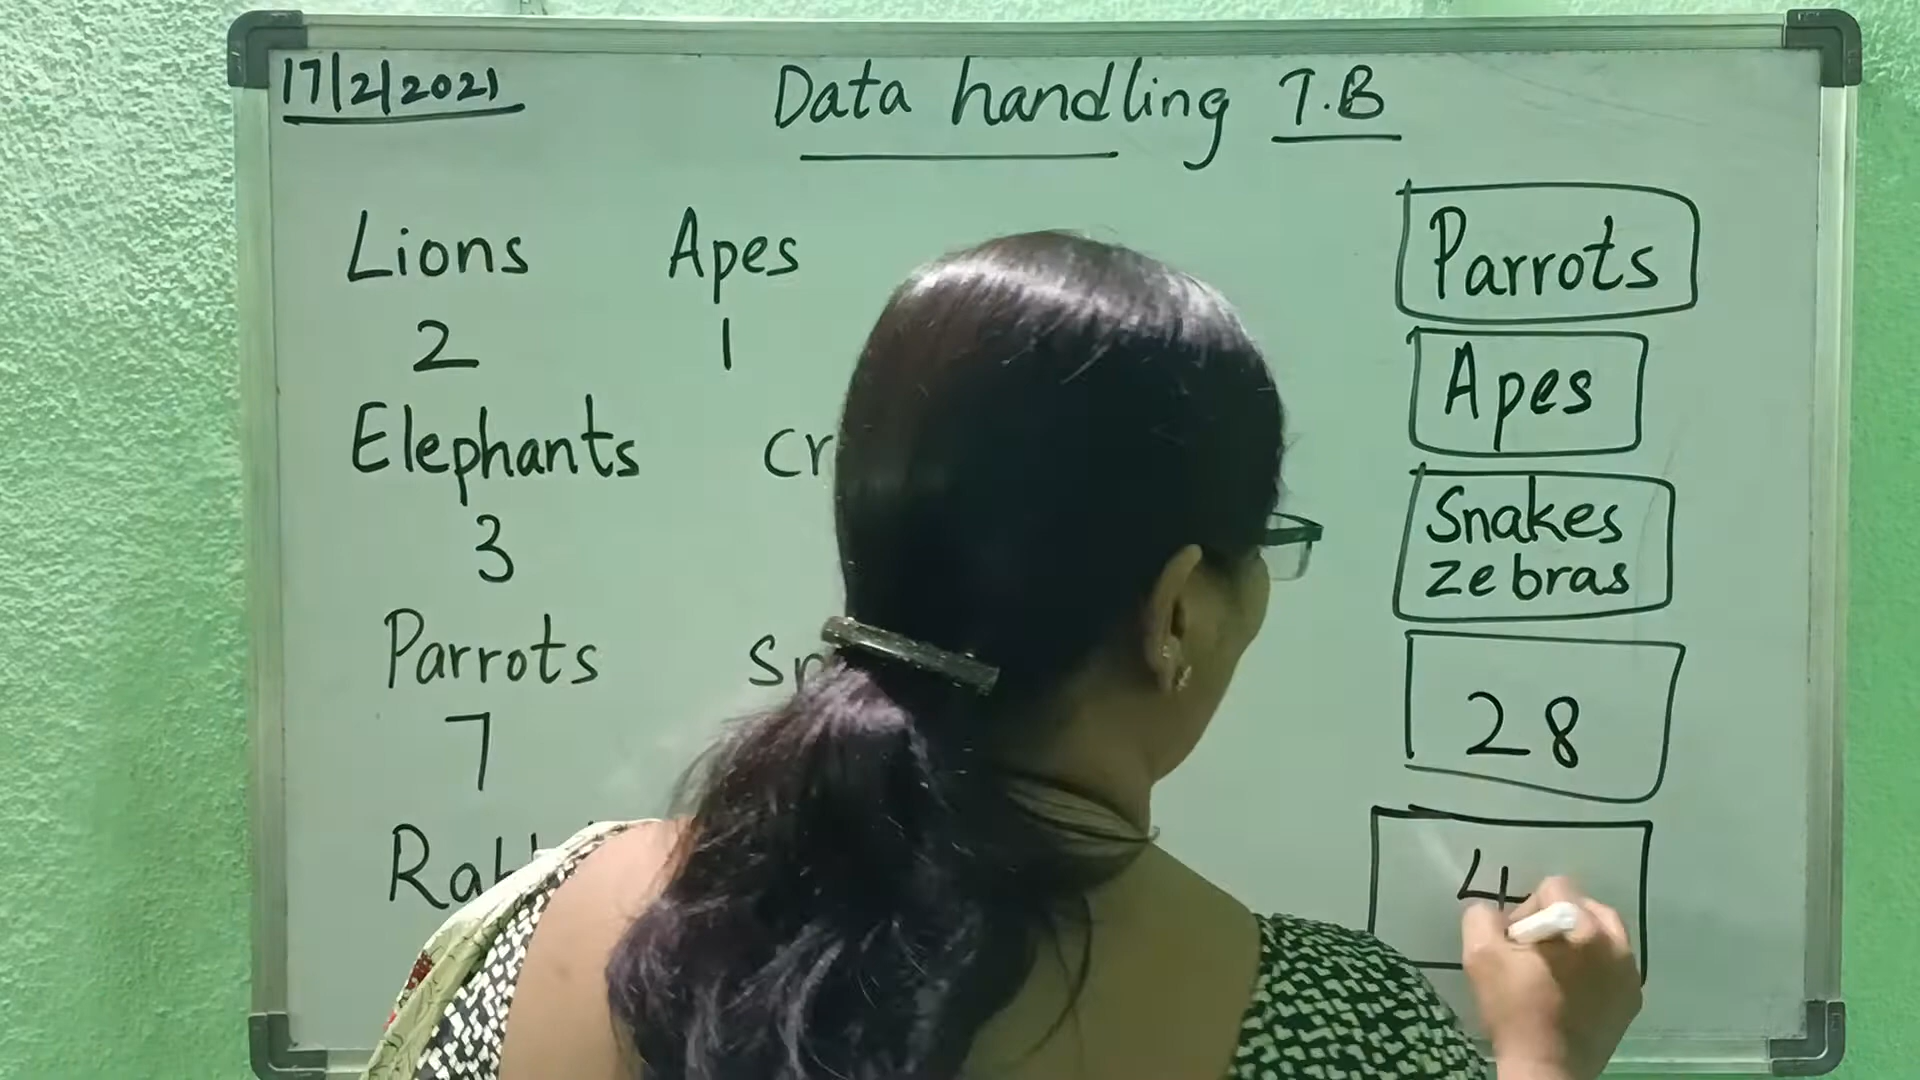 17/2/2021
Data handling T.B
Lions Apes
2 1
Elephants
3
Parrots
7
Parrots
Apes
Snakes
zebras
28
4